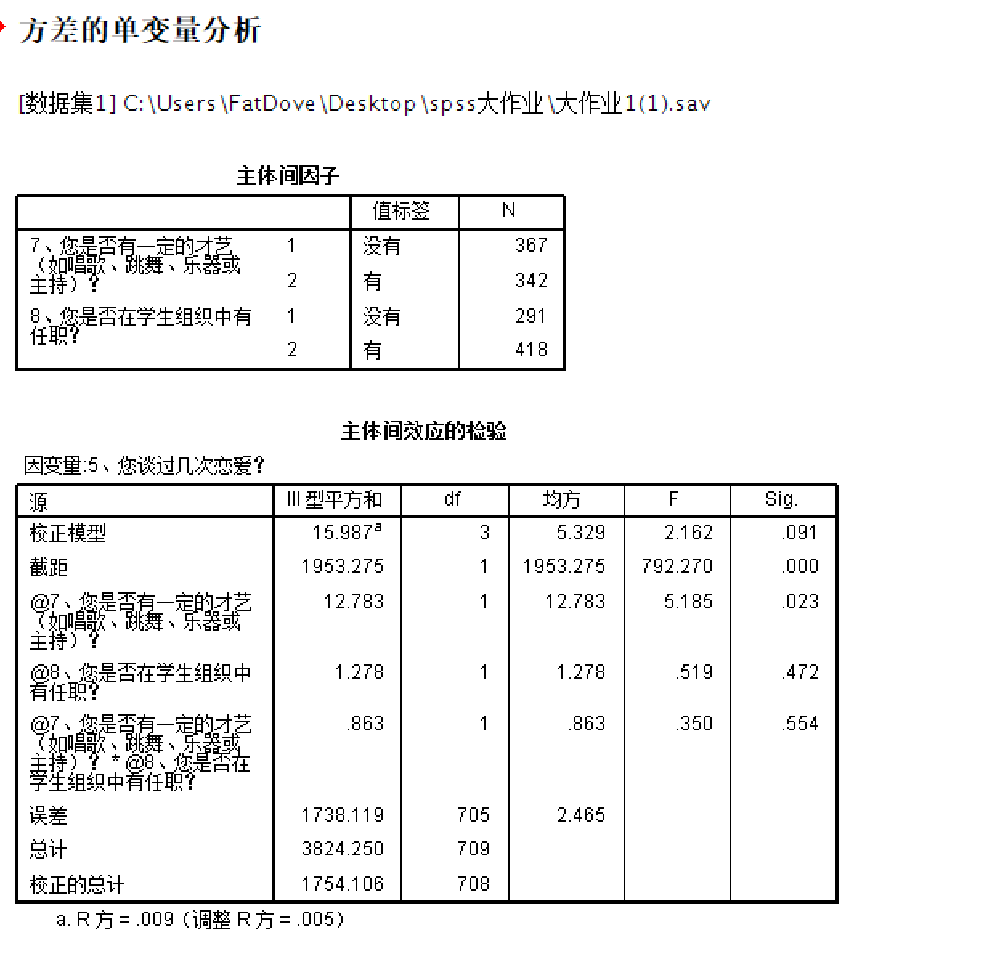 方差的单变量分析
[数据集1] C:\Users\FatDove\Desktop\spss大作业\大作业1(1).sav
主体间因子
值标签 N
7、您是否有一定的才艺 1 没有 367
（如唱歌、跳舞、乐器或
主持）？ 2 有 342
8、您是否在学生组织中有 1 没有 291
任职？ 2 有 418
主体间效应的检验
因变量:5、您谈过几次恋爱？
源 III 型平方和 df 均方 F Sig.
校正模型 15.987a 3 5.329 2.162 .091
截距 1953.275 1 1953.275 792.270 .000
@7、您是否有一定的才艺 12.783 1 12.783 5.185 .023
（如唱歌、跳舞、乐器或
主持）？
@8、您是否在学生组织中 1.278 1 1.278 .519 .472
有任职？
@7、您是否有一定的才艺 .863 1 .863 .350 .554
（如唱歌、跳舞、乐器或
主持）？ * @8、您是否在
学生组织中有任职？
误差 1738.119 705 2.465
总计 3824.250 709
校正的总计 1754.106 708
a. R 方 = .009（调整 R 方 = .005）